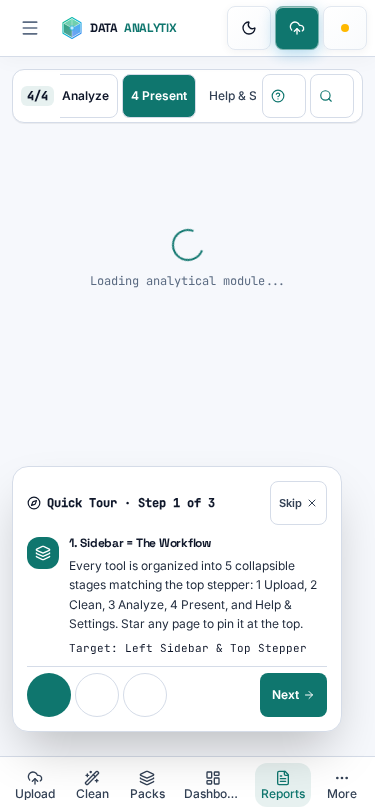 DATA ANALYTIX
4/4 Analyze 4 Present Help & S
Loading analytical module...
Quick Tour · Step 1 of 3
Skip
1. Sidebar = The Workflow
Every tool is organized into 5 collapsible
stages matching the top stepper: 1 Upload, 2
Clean, 3 Analyze, 4 Present, and Help &
Settings. Star any page to pin it at the top.
Target: Left Sidebar & Top Stepper
Next →
Upload Clean Packs Dashbo... Reports More